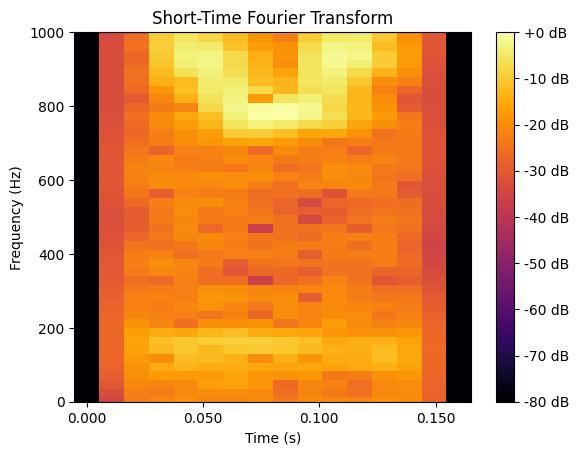 Short-Time Fourier Transform
1000
800
600
400
200
0
Frequency (Hz)
0.000
0.050
0.100
0.150
Time (s)
+0 dB
-10 dB
-20 dB
-30 dB
-40 dB
-50 dB
-60 dB
-70 dB
-80 dB